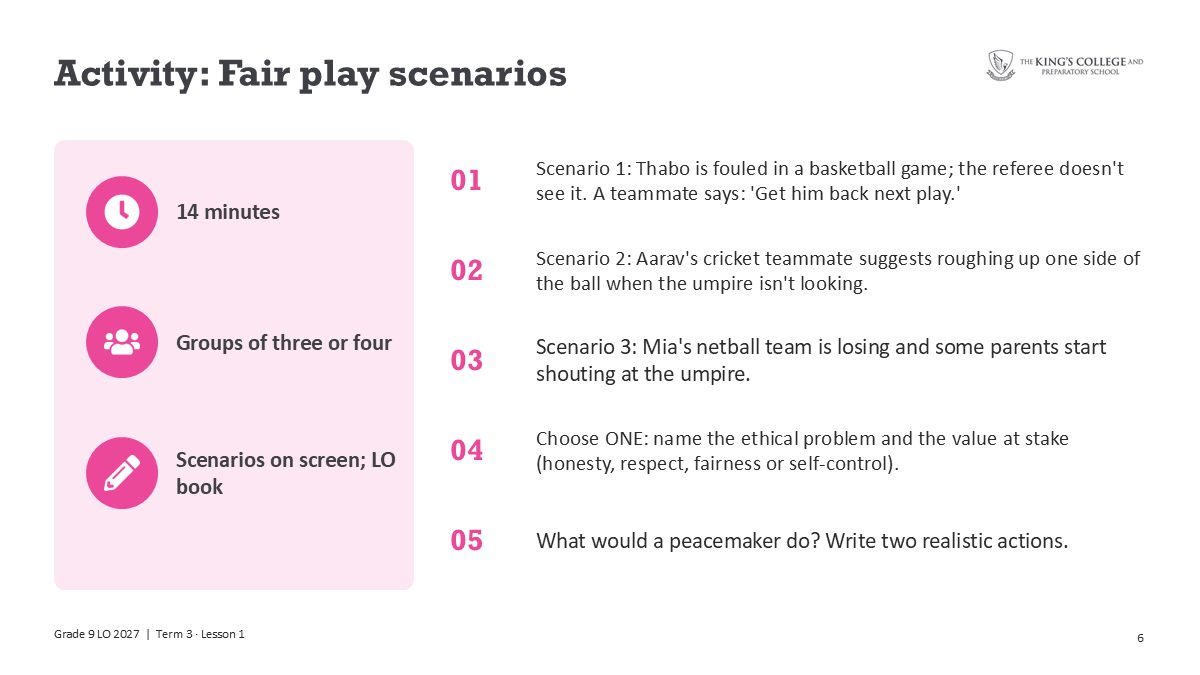 Activity: Fair play scenarios
THE KING'S COLLEGE AND
PREPARATORY SCHOOL
14 minutes
Groups of three or four
Scenarios on screen; LO
book
01
Scenario 1: Thabo is fouled in a basketball game; the referee doesn't
see it. A teammate says: 'Get him back next play.'
02
Scenario 2: Aarav's cricket teammate suggests roughing up one side of
the ball when the umpire isn't looking.
03
Scenario 3: Mia's netball team is losing and some parents start
shouting at the umpire.
04
Choose ONE: name the ethical problem and the value at stake
(honesty, respect, fairness or self-control).
05
What would a peacemaker do? Write two realistic actions.
Grade 9 LO 2027 | Term 3 · Lesson 1
6